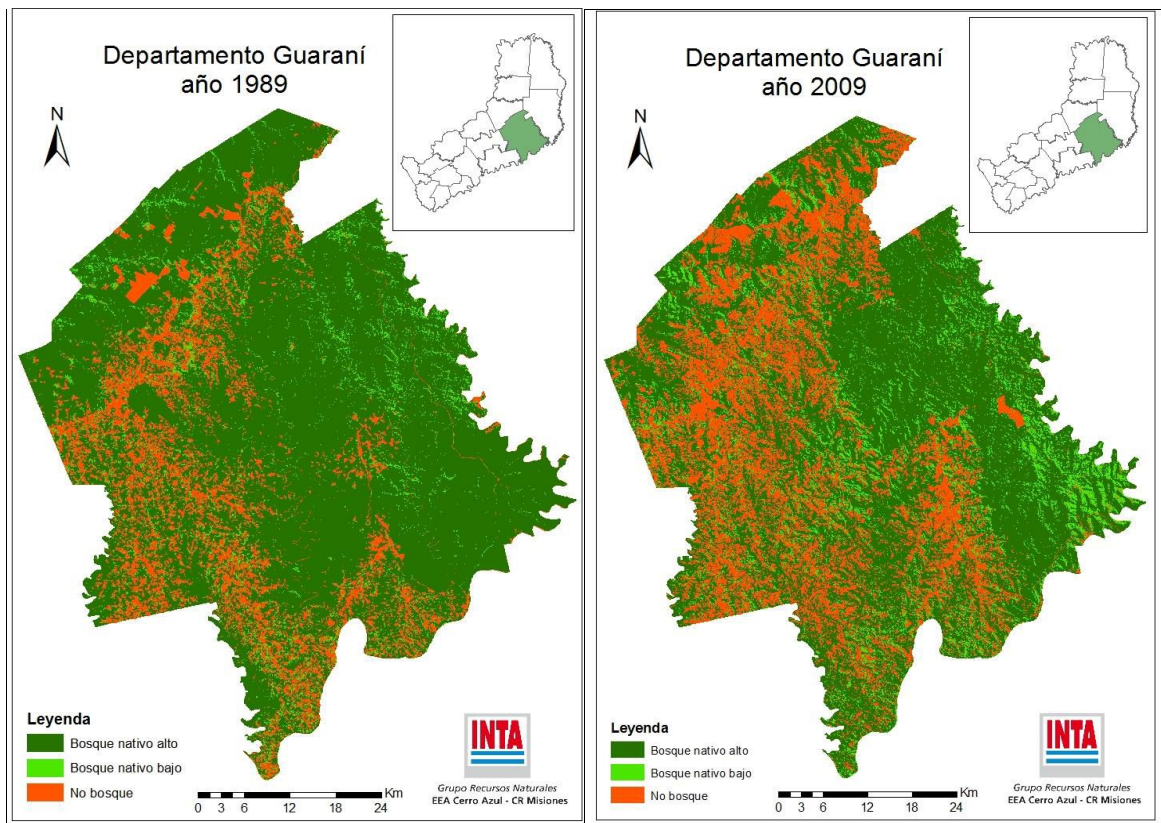 Departamento Guaraní
año 1989
N
Leyenda
Bosque nativo alto
Bosque nativo bajo
No bosque
0 3 6 12 18 24 Km
INTA
Grupo Recursos Naturales
EEA Cerro Azul - CR Misiones
Departamento Guaraní
año 2009
N
Leyenda
Bosque nativo alto
Bosque nativo bajo
No bosque
0 3 6 12 18 24 Km
INTA
Grupo Recursos Naturales
EEA Cerro Azul - CR Misiones